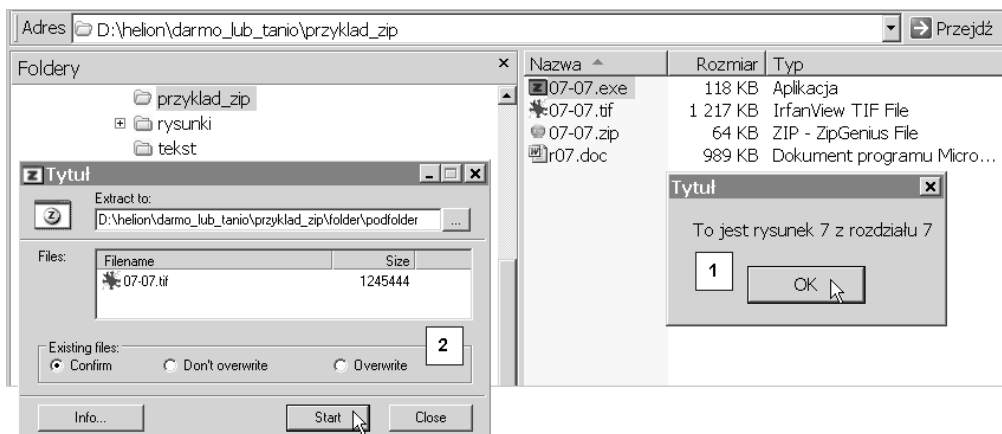 Adres D:\helion\darmo_lub_tanio\przyklad_zip Przejdź
Foldery ×
przyklad_zip
rysunki
tekst
Nazwa Rozmiar Typ
07-07.exe 118 KB Aplikacja
07-07.tif 1 217 KB IrfanView TIF File
07-07.zip 64 KB ZIP - ZipGenius File
r07.doc 989 KB Dokument programu Micro...
Tytuł
Extract to:
D:\helion\darmo_lub_tanio\przyklad_zip\folder\podfolder ...
Files:
Filename Size
07-07.tif 1245444
Existing files:
Confirm Don't overwrite Overwrite
2
Info... Start Close
Tytuł
To jest rysunek 7 z rozdziału 7
1
OK